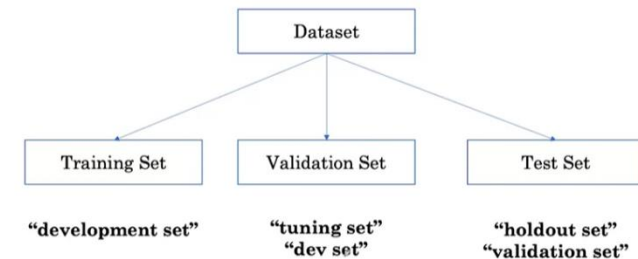 Dataset
Training Set
Validation Set
Test Set
“development set”
“tuning set”
“dev set”
“holdout set”
“validation set”